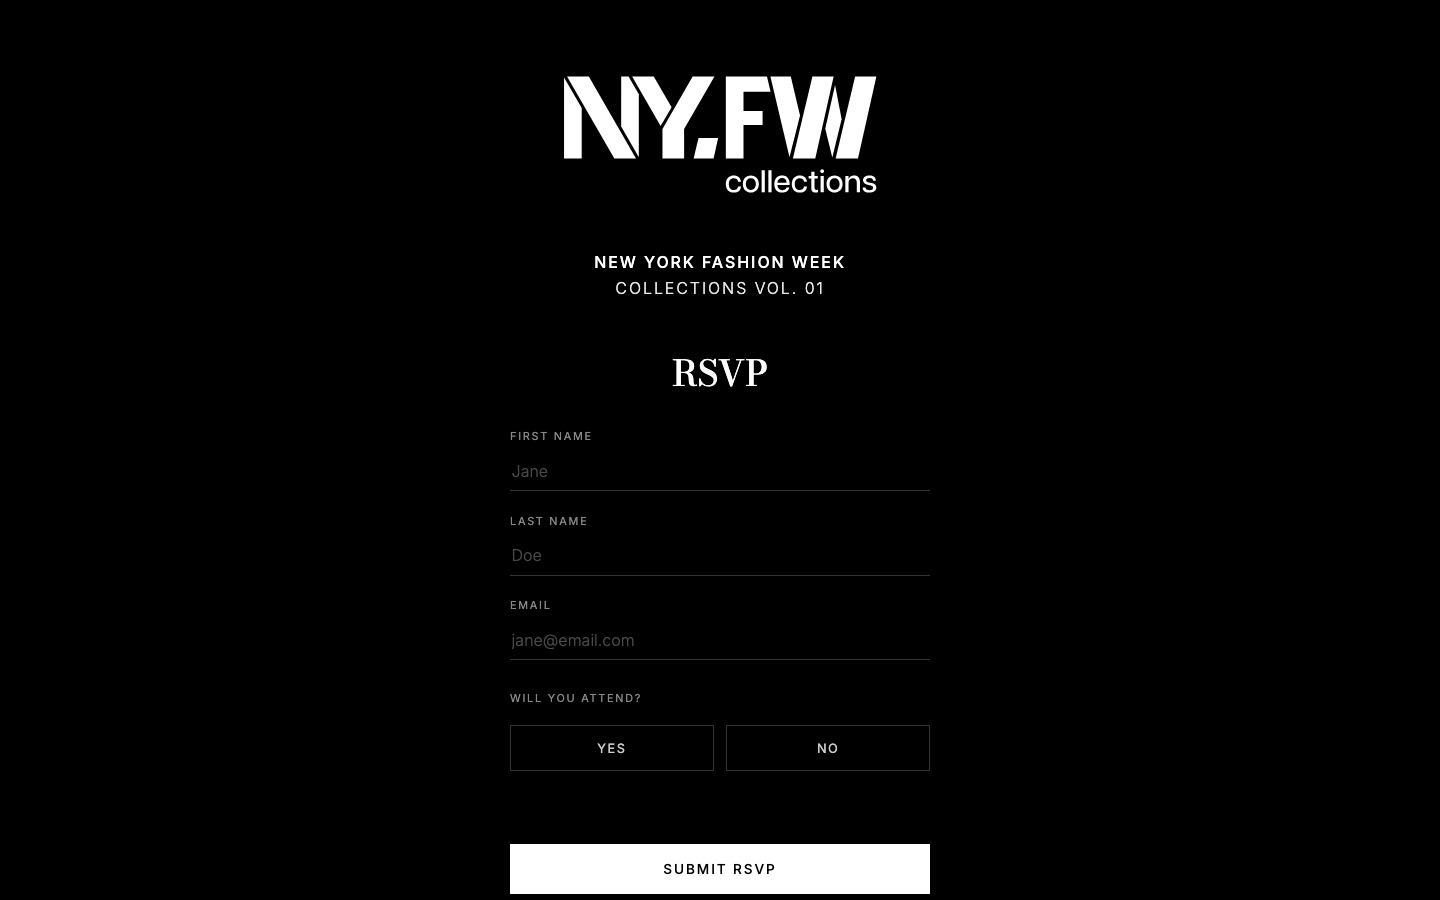 NY.FW
collections
NEW YORK FASHION WEEK
COLLECTIONS VOL. 01
RSVP
FIRST NAME
Jane
LAST NAME
Doe
EMAIL
jane@email.com
WILL YOU ATTEND?
YES NO
SUBMIT RSVP